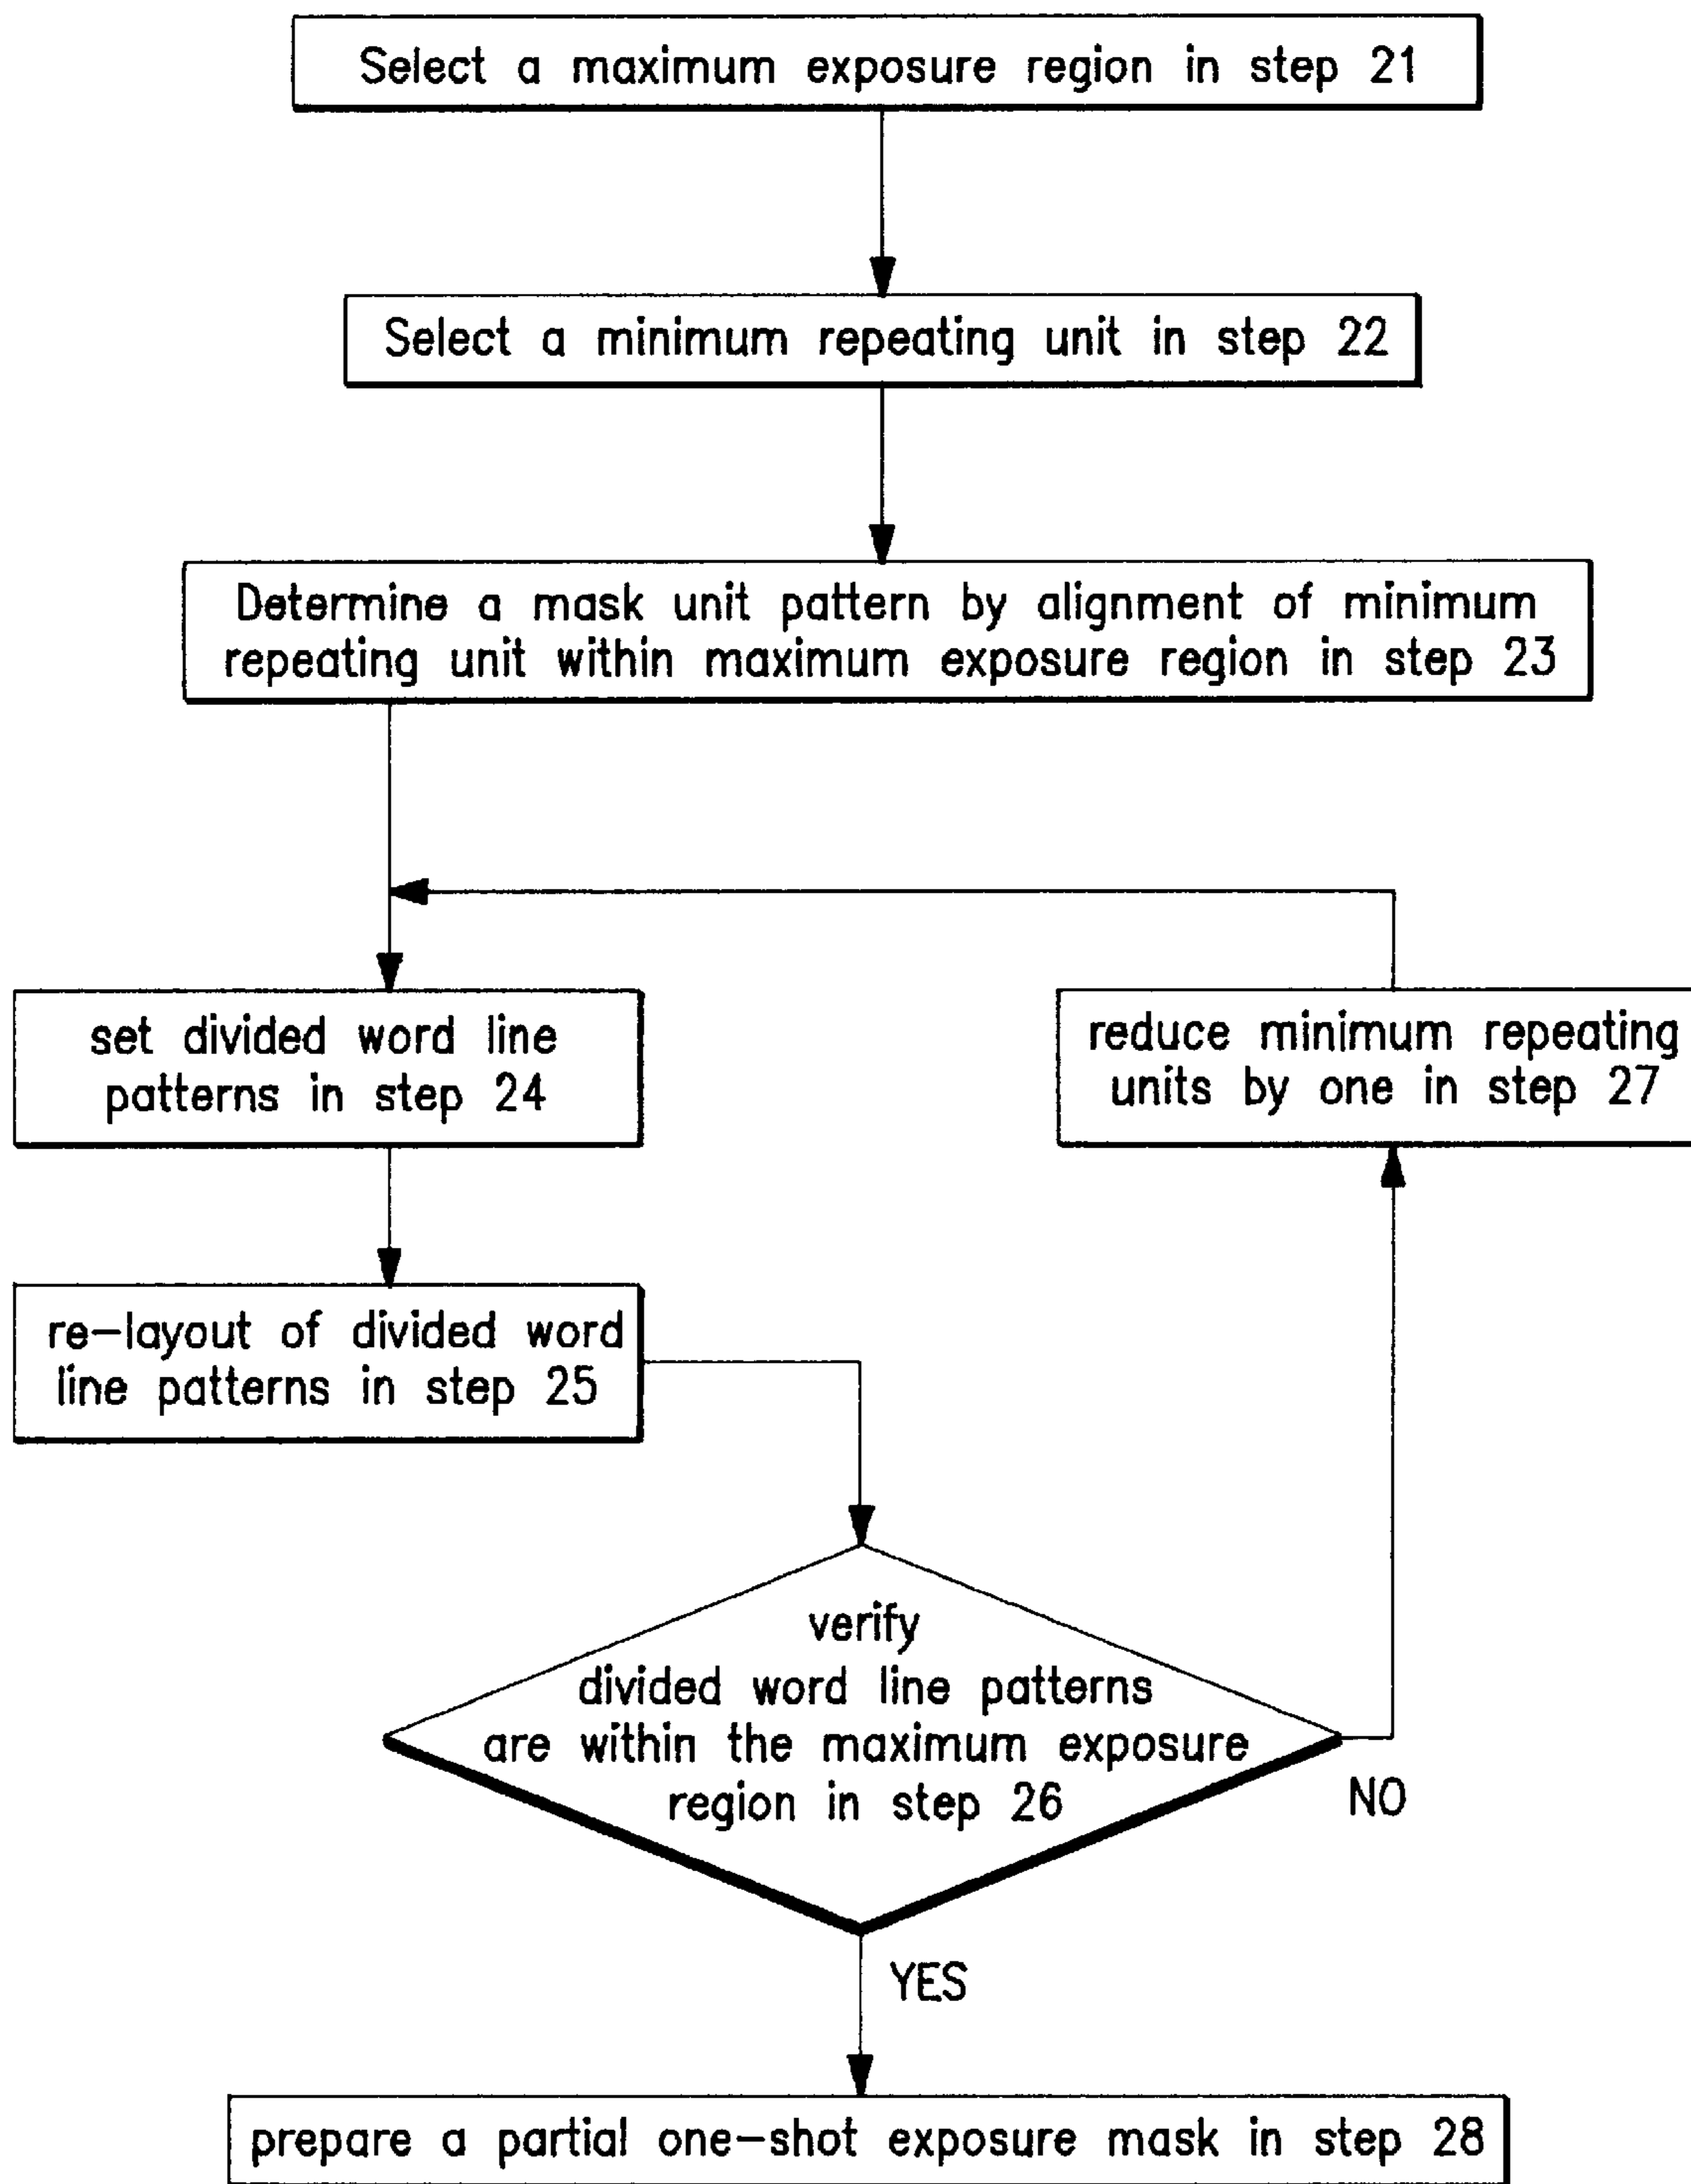 Select a maximum exposure region in step 21
Select a minimum repeating unit in step 22
Determine a mask unit pattern by alignment of minimum
repeating unit within maximum exposure region in step 23
set divided word line
patterns in step 24
reduce minimum repeating
units by one in step 27
re-layout of divided word
line patterns in step 25
verify
divided word line patterns
are within the maximum exposure
region in step 26
NO
YES
prepare a partial one-shot exposure mask in step 28